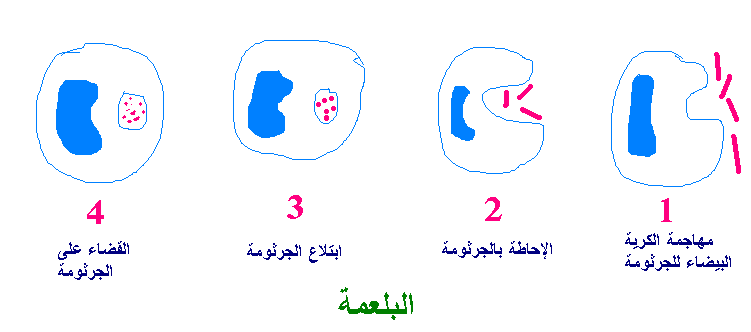 1
مهاجمة الكرية
البيضاء للجرثومة
2
الإحاطة بالجرثومة
3
ابتلاع الجرثومة
4
القضاء على
الجرثومة
البلعمة